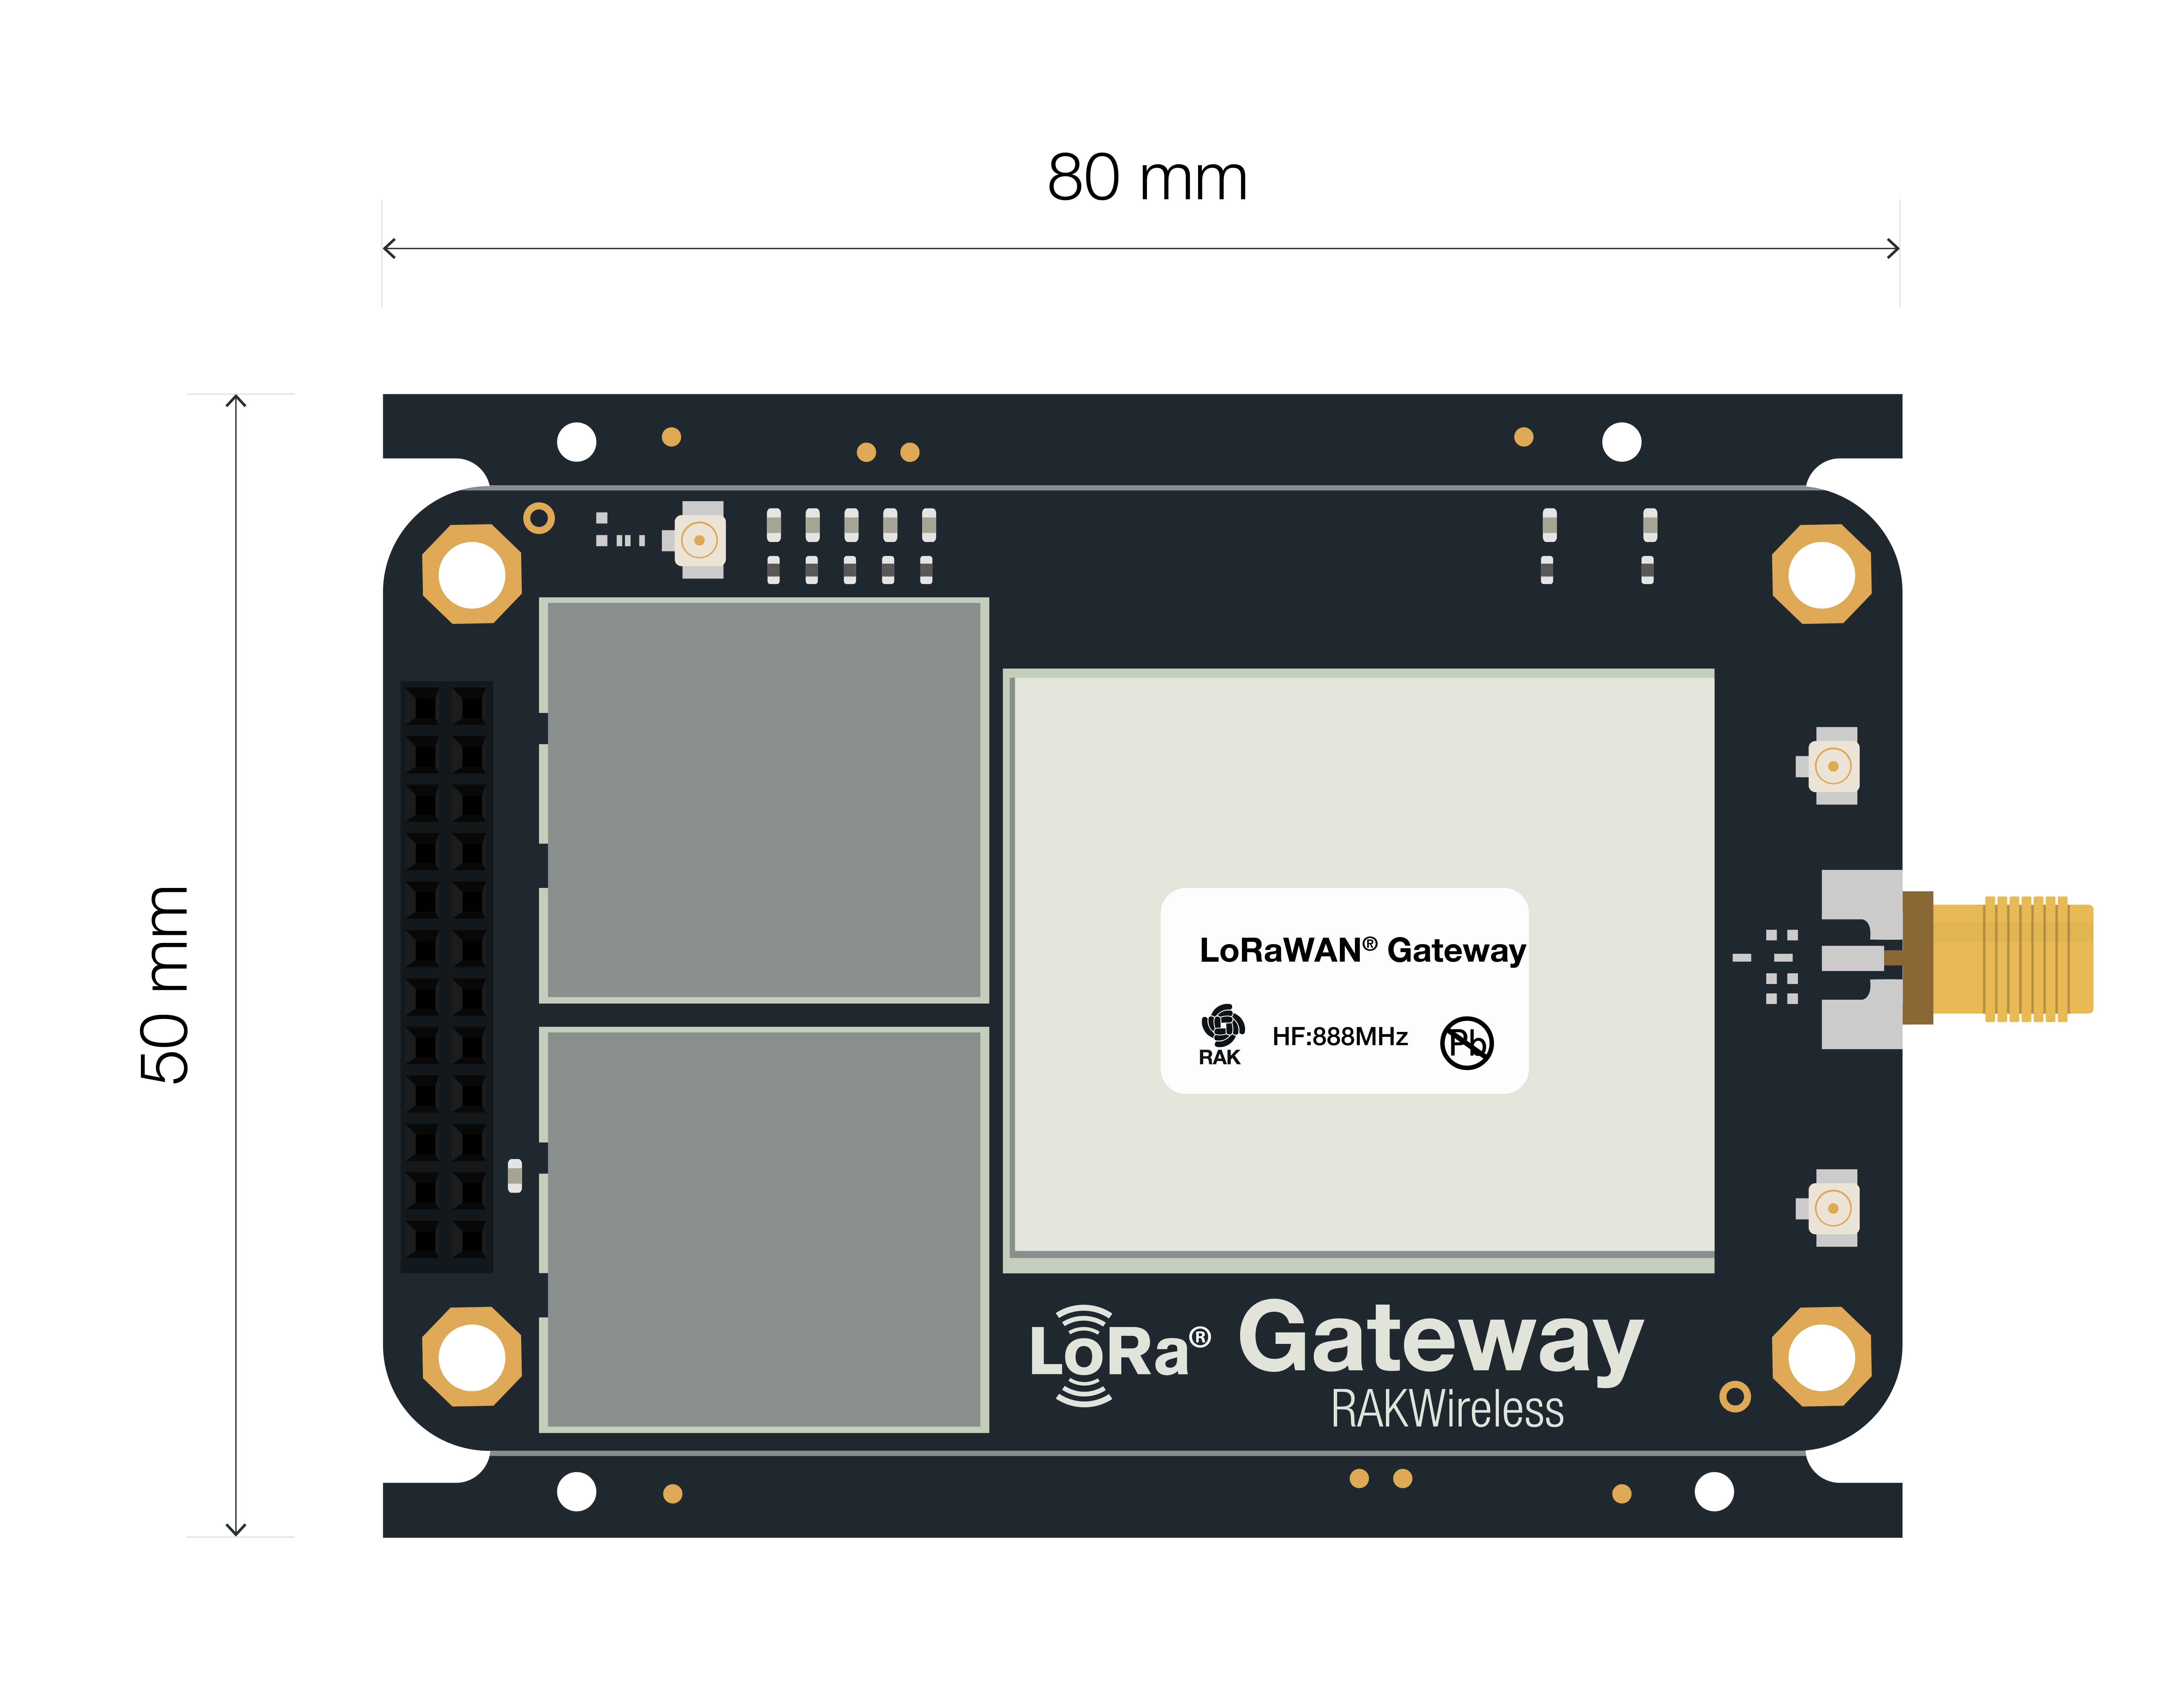 80 mm
50 mm
LoRaWAN® Gateway
RAK
HF:888MHz
Pb
LoRa®
Gateway
RAKWireless